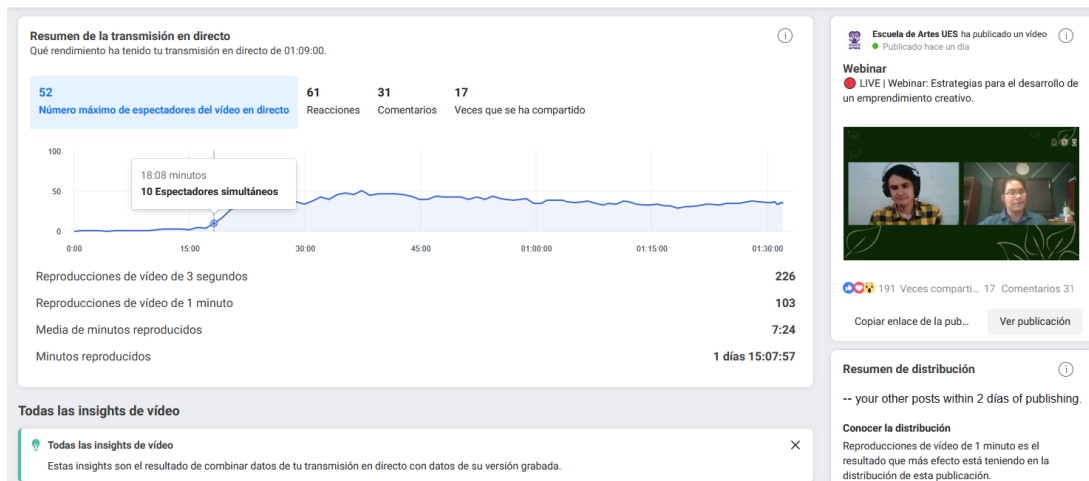 Resumen de la transmisión en directo
Qué rendimiento ha tenido tu transmisión en directo de 01:09:00.
52
Número máximo de espectadores del vídeo en directo
61
Reacciones
31
Comentarios
17
Veces que se ha compartido
100
50
0
18:08 minutos
10 Espectadores simultáneos
0:00 15:00 30:00 45:00 01:00:00 01:15:00 01:30:00
Reproducciones de vídeo de 3 segundos 226
Reproducciones de vídeo de 1 minuto 103
Media de minutos reproducidos 7:24
Minutos reproducidos 1 días 15:07:57
Todas las insights de vídeo
Todas las insights de vídeo
Estas insights son el resultado de combinar datos de tu transmisión en directo con datos de su versión grabada.
Escuela de Artes UES ha publicado un vídeo
Publicado hace un día
Webinar
LIVE | Webinar: Estrategias para el desarrollo de
un emprendimiento creativo.
191 Veces comparti... 17 Comentarios 31
Copiar enlace de la pub... Ver publicación
Resumen de distribución
-- your other posts within 2 días of publishing.
Conocer la distribución
Reproducciones de vídeo de 1 minuto es el
resultado que más efecto está teniendo en la
distribución de esta publicación.